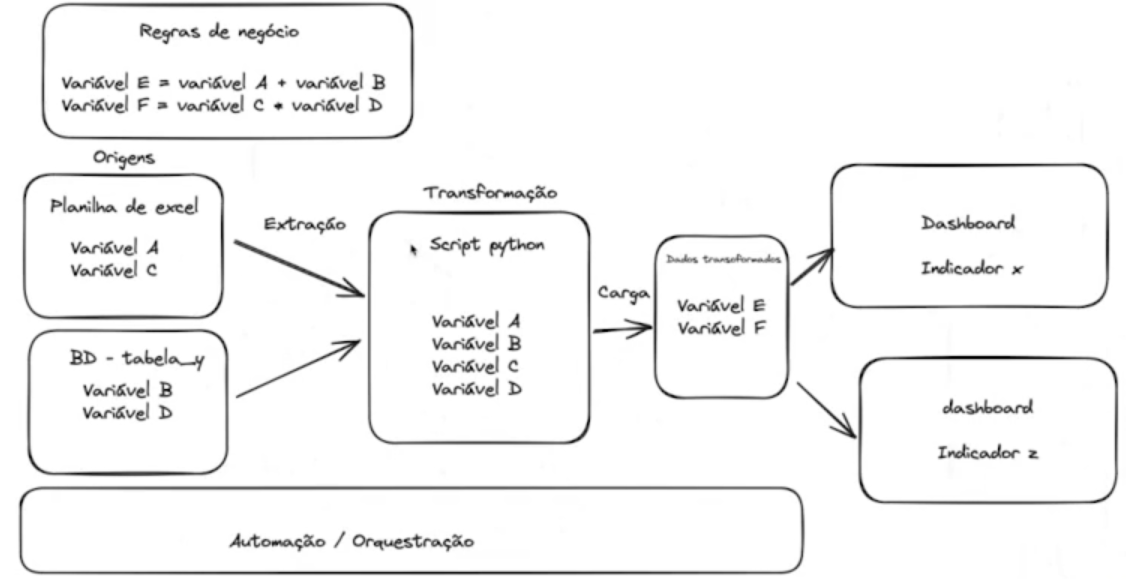 Regras de negócio
Variável E = variável A + variável B
Variável F = variável C * variável D
Origens
Planilha de excel
Variável A
Variável C
BD - tabela_y
Variável B
Variável D
Extração
Transformação
Script python
Variável A
Variável B
Variável C
Variável D
Carga
Dados transoformados
Variável E
Variável F
Dashboard
Indicador x
dashboard
Indicador z
Automação / Orquestração